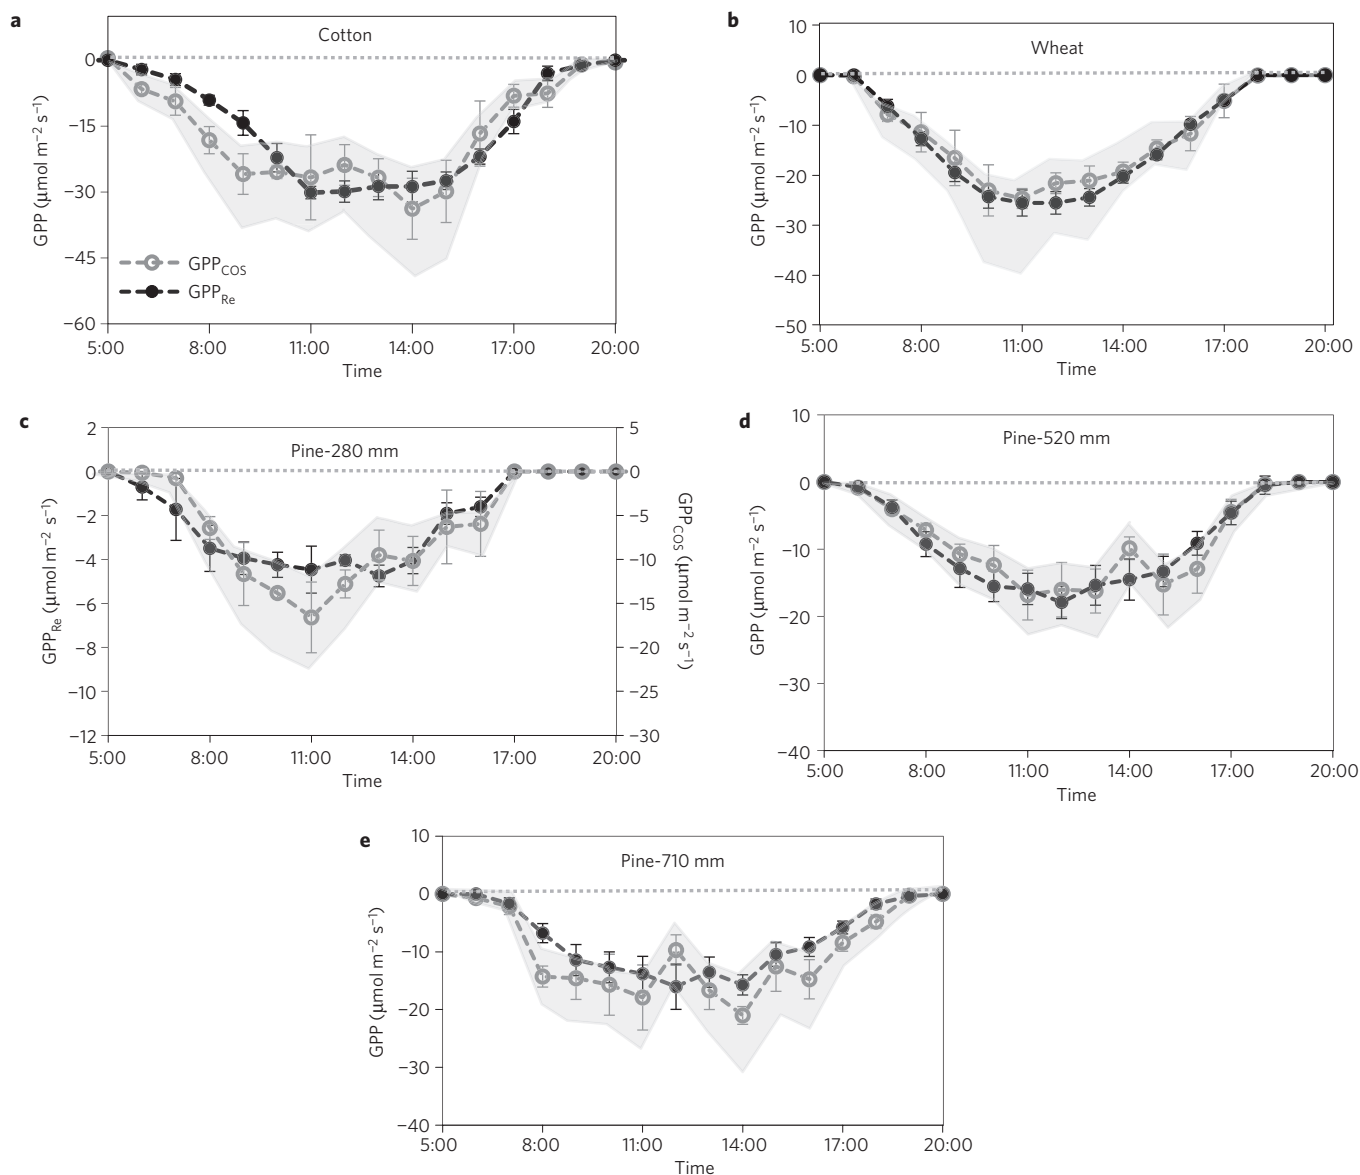 a
Cotton
0
−15
−30
−45
−60
GPP (μmol m−2 s−1)
GPPCOS
GPPRe
5:00 8:00 11:00 14:00 17:00 20:00
Time
b
Wheat
10
0
−10
−20
−30
−40
−50
GPP (μmol m−2 s−1)
5:00 8:00 11:00 14:00 17:00 20:00
Time
c
Pine-280 mm
2
0
−2
−4
−6
−8
−10
−12
GPPRe (μmol m−2 s−1)
5
0
−5
−10
−15
−20
−25
−30
GPPCOS (μmol m−2 s−1)
5:00 8:00 11:00 14:00 17:00 20:00
Time
d
Pine-520 mm
10
0
−10
−20
−30
−40
GPP (μmol m−2 s−1)
5:00 8:00 11:00 14:00 17:00 20:00
Time
e
Pine-710 mm
10
0
−10
−20
−30
−40
GPP (μmol m−2 s−1)
5:00 8:00 11:00 14:00 17:00 20:00
Time